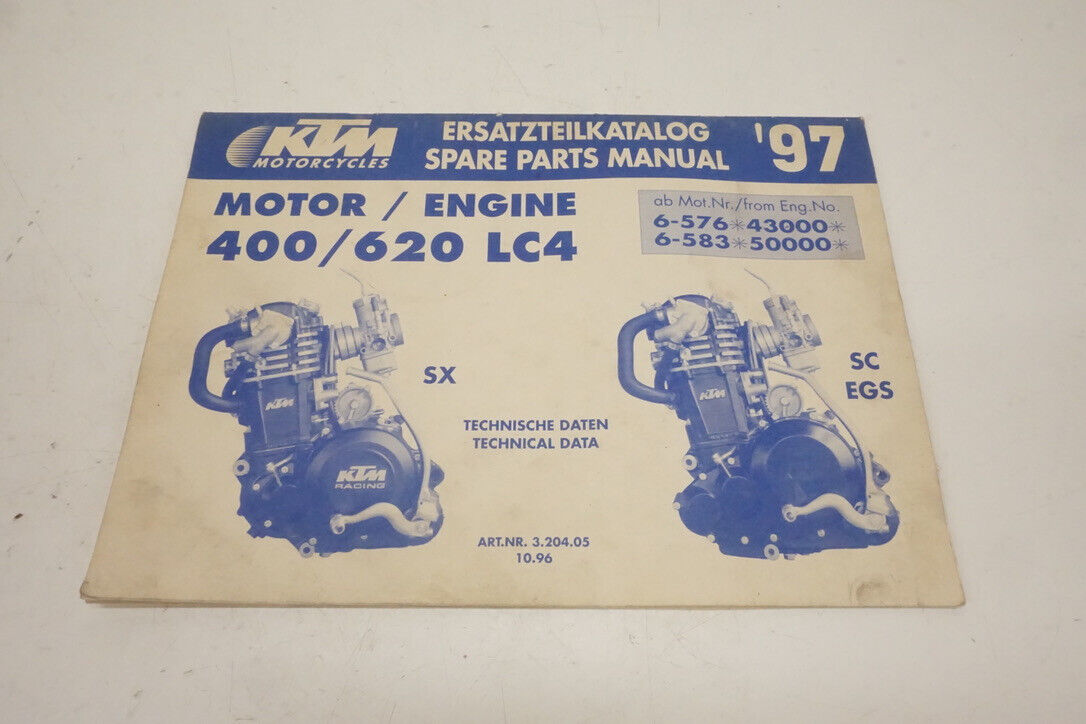 KTM
MOTORCYCLES
ERSATZTEILKATALOG
SPARE PARTS MANUAL
'97
MOTOR / ENGINE
400/620 LC4
ab Mot.Nr./from Eng.No.
6-576*43000*
6-583*50000*
SX
SC
EGS
KTM
KTM
RACING
KTM
TECHNISCHE DATEN
TECHNICAL DATA
ART.NR. 3.204.05
10.96